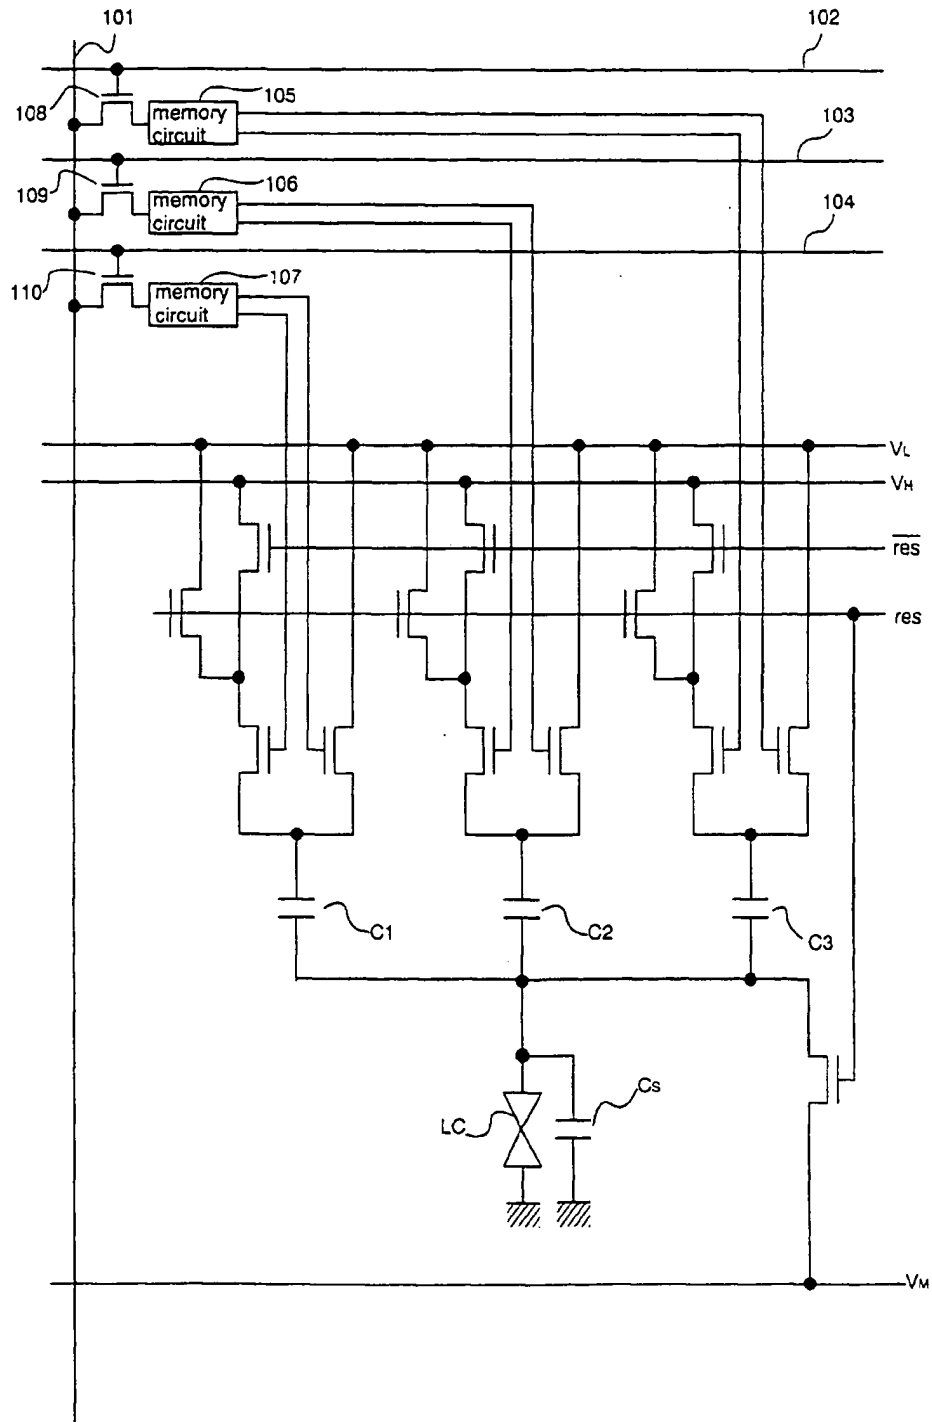 101
102
108
105
memory
circuit
103
109
106
memory
circuit
104
110
107
memory
circuit
VL
VH
res
res
C1
C2
C3
LC
Cs
VM